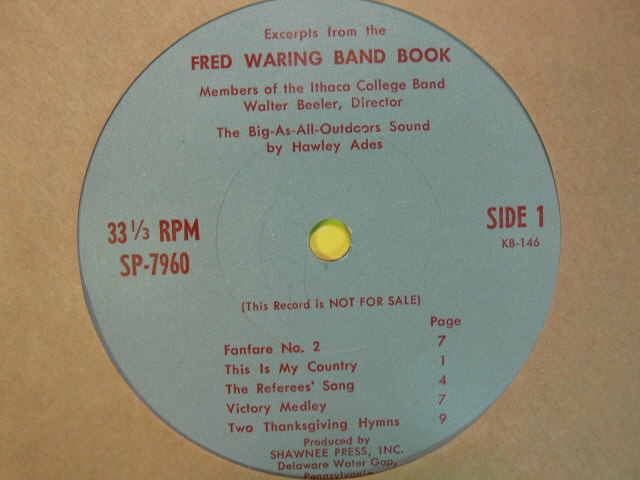 Excerpts from the
FRED WARING BAND BOOK
Members of the Ithaca College Band
Walter Beeler, Director
The Big-As-All-Outdoors Sound
by Hawley Ades
33 1/3 RPM
SP-7960
SIDE 1
KB-146
(This Record is NOT FOR SALE)
Page
Fanfare No. 2 7
This Is My Country 1
The Referees' Song 4
Victory Medley 7
Two Thanksgiving Hymns 9
Produced by
SHAWNEE PRESS, INC.
Delaware Water Gap,
Pennsylvania